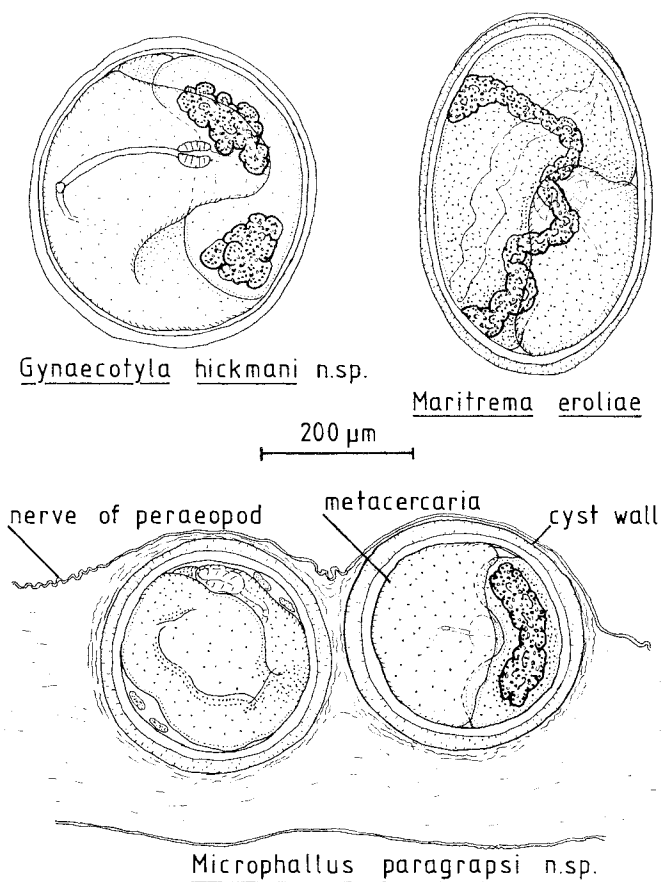 Gynaecotyla hickmani n.sp.
Maritrema eroliae
200 µm
nerve of peraeopod
metacercaria
cyst wall
Microphallus paragrapsi n.sp.